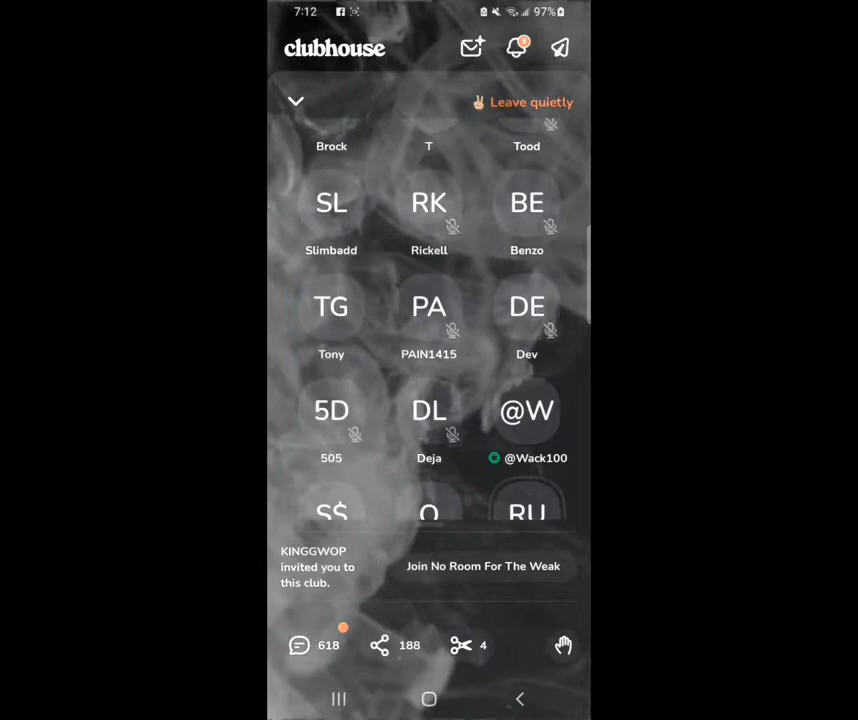 7:12 97%
clubhouse 9
Leave quietly
Brock T Tood
SL RK BE
Slimbadd Rickell Benzo
TG PA DE
Tony PAIN1415 Dev
5D DL @W
505 Deja @Wack100
S$ O RU
KINGGWOP
invited you to
this club.
Join No Room For The Weak
618 188 4